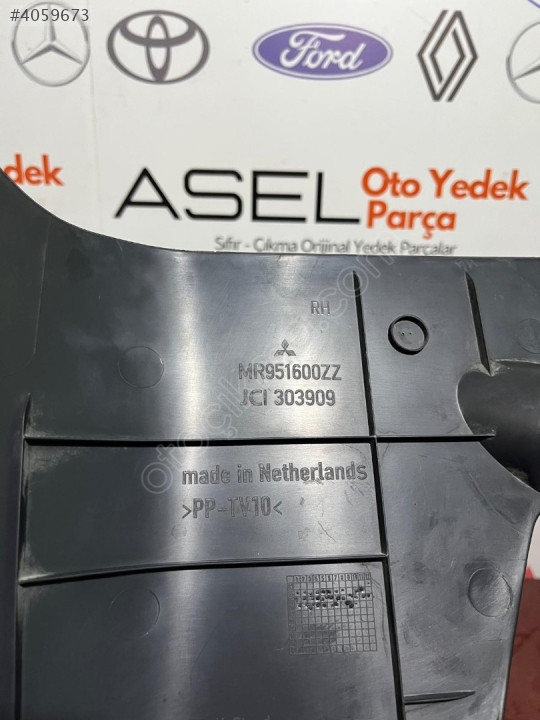 #4059673
Ford
dek
ASEL
Oto Yedek
Parça
Sıfır - Çıkma Orijinal Yedek Parçalar
RH
MR951600ZZ
JCI 303909
made in Netherlands
>PP-TV10<